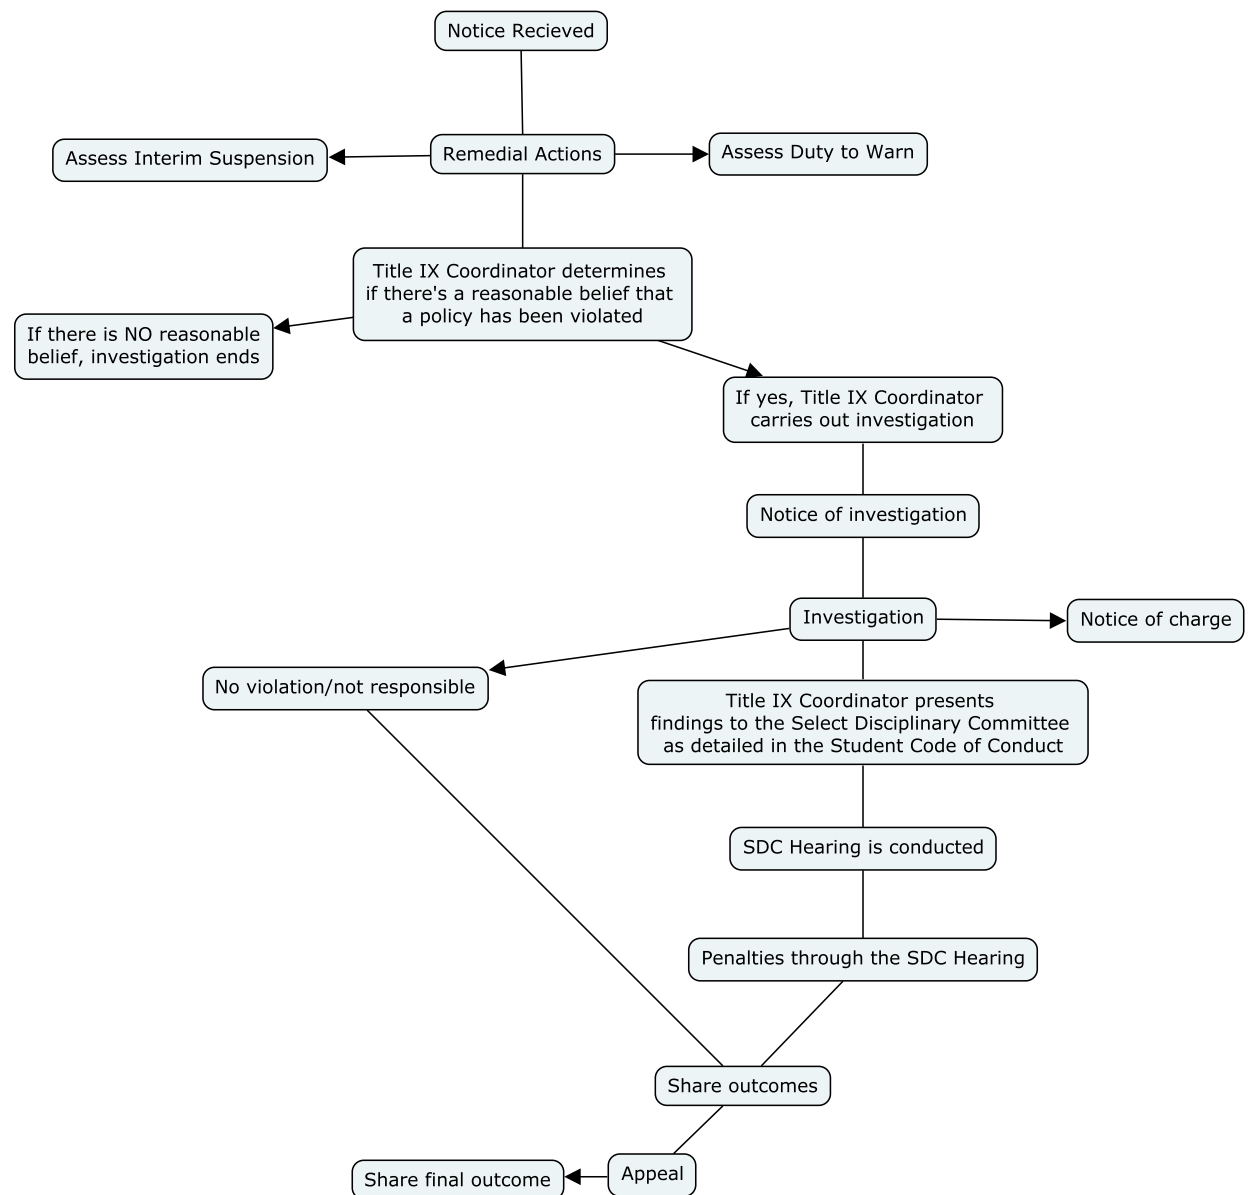 Notice Recieved
Assess Interim Suspension
Remedial Actions
Assess Duty to Warn
Title IX Coordinator determines
if there's a reasonable belief that
a policy has been violated
If there is NO reasonable
belief, investigation ends
If yes, Title IX Coordinator
carries out investigation
Notice of investigation
Investigation
Notice of charge
No violation/not responsible
Title IX Coordinator presents
findings to the Select Disciplinary Committee
as detailed in the Student Code of Conduct
SDC Hearing is conducted
Penalties through the SDC Hearing
Share outcomes
Appeal
Share final outcome